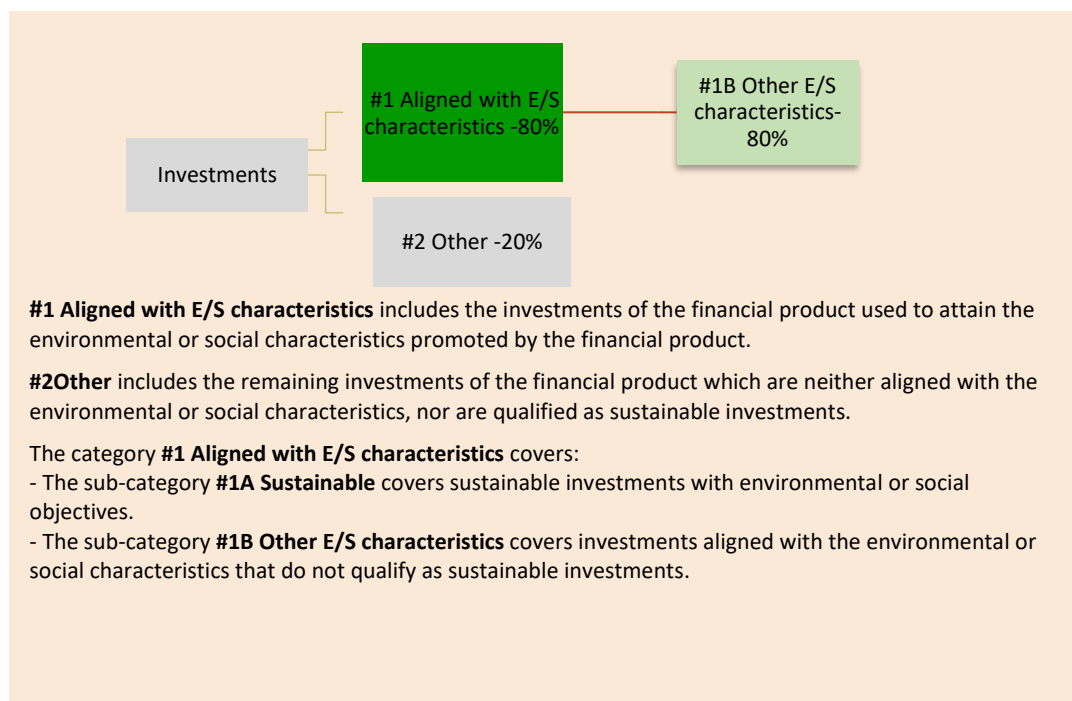 #1 Aligned with E/S
characteristics -80%
#1B Other E/S
characteristics-
80%
Investments
#2 Other -20%
#1 Aligned with E/S characteristics includes the investments of the financial product used to attain the
environmental or social characteristics promoted by the financial product.
#2Other includes the remaining investments of the financial product which are neither aligned with the
environmental or social characteristics, nor are qualified as sustainable investments.
The category #1 Aligned with E/S characteristics covers:
- The sub-category #1A Sustainable covers sustainable investments with environmental or social
objectives.
- The sub-category #1B Other E/S characteristics covers investments aligned with the environmental or
social characteristics that do not qualify as sustainable investments.